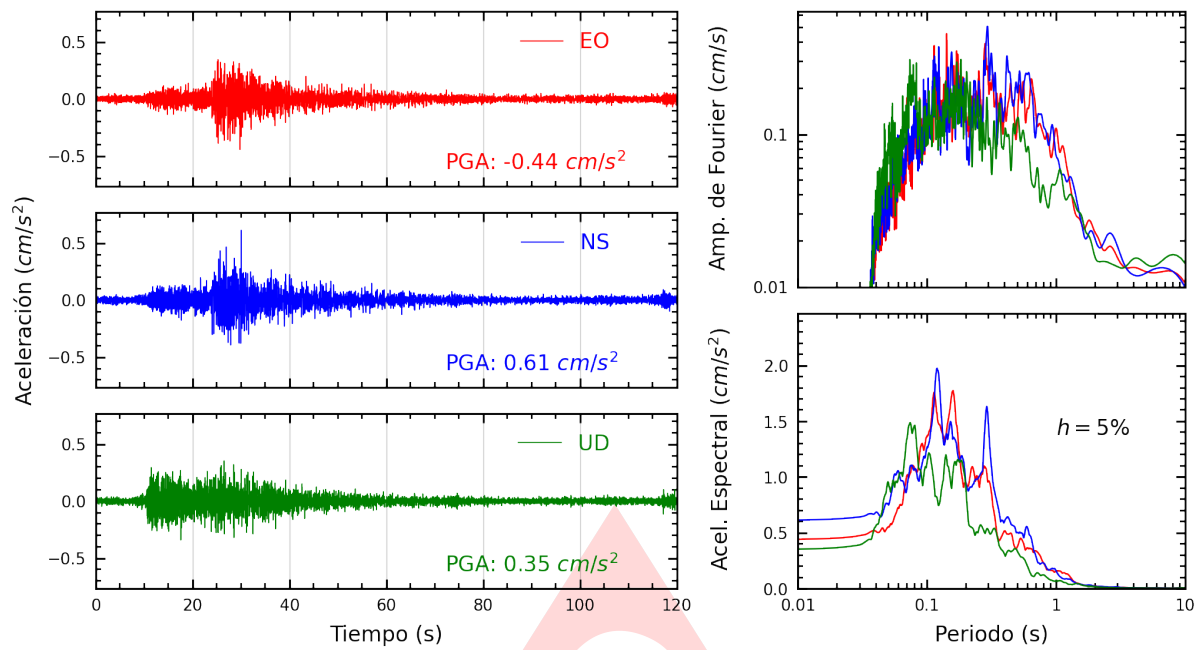 Aceleración (cm/s²)
0.5
0.0
−0.5
EO
PGA: -0.44 cm/s²
0.5
0.0
−0.5
NS
PGA: 0.61 cm/s²
0.5
0.0
−0.5
UD
PGA: 0.35 cm/s²
0 20 40 60 80 100 120
Tiempo (s)
Amp. de Fourier (cm/s)
0.1
0.01
Acel. Espectral (cm/s²)
2.0
1.5
1.0
0.5
0.0
h = 5%
0.01 0.1 1 10
Periodo (s)